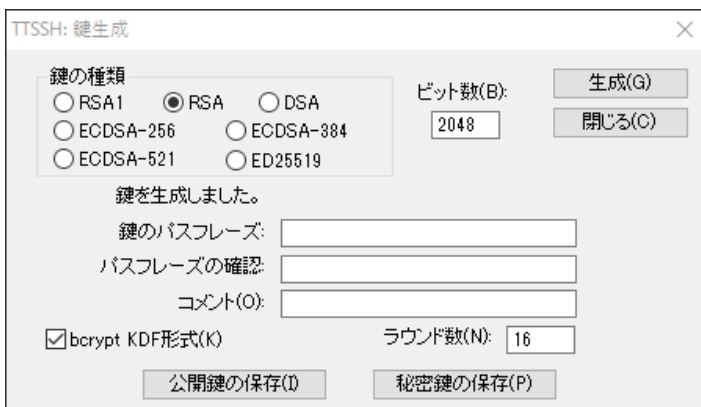 TTSSH: 鍵生成
鍵の種類
RSA1 RSA DSA
ECDSA-256 ECDSA-384
ECDSA-521 ED25519
ビット数(B):
2048
生成(G)
閉じる(C)
鍵を生成しました。
鍵のパスフレーズ:
パスフレーズの確認:
コメント(O):
bcrypt KDF形式(K) ラウンド数(N): 16
公開鍵の保存(I) 秘密鍵の保存(P)